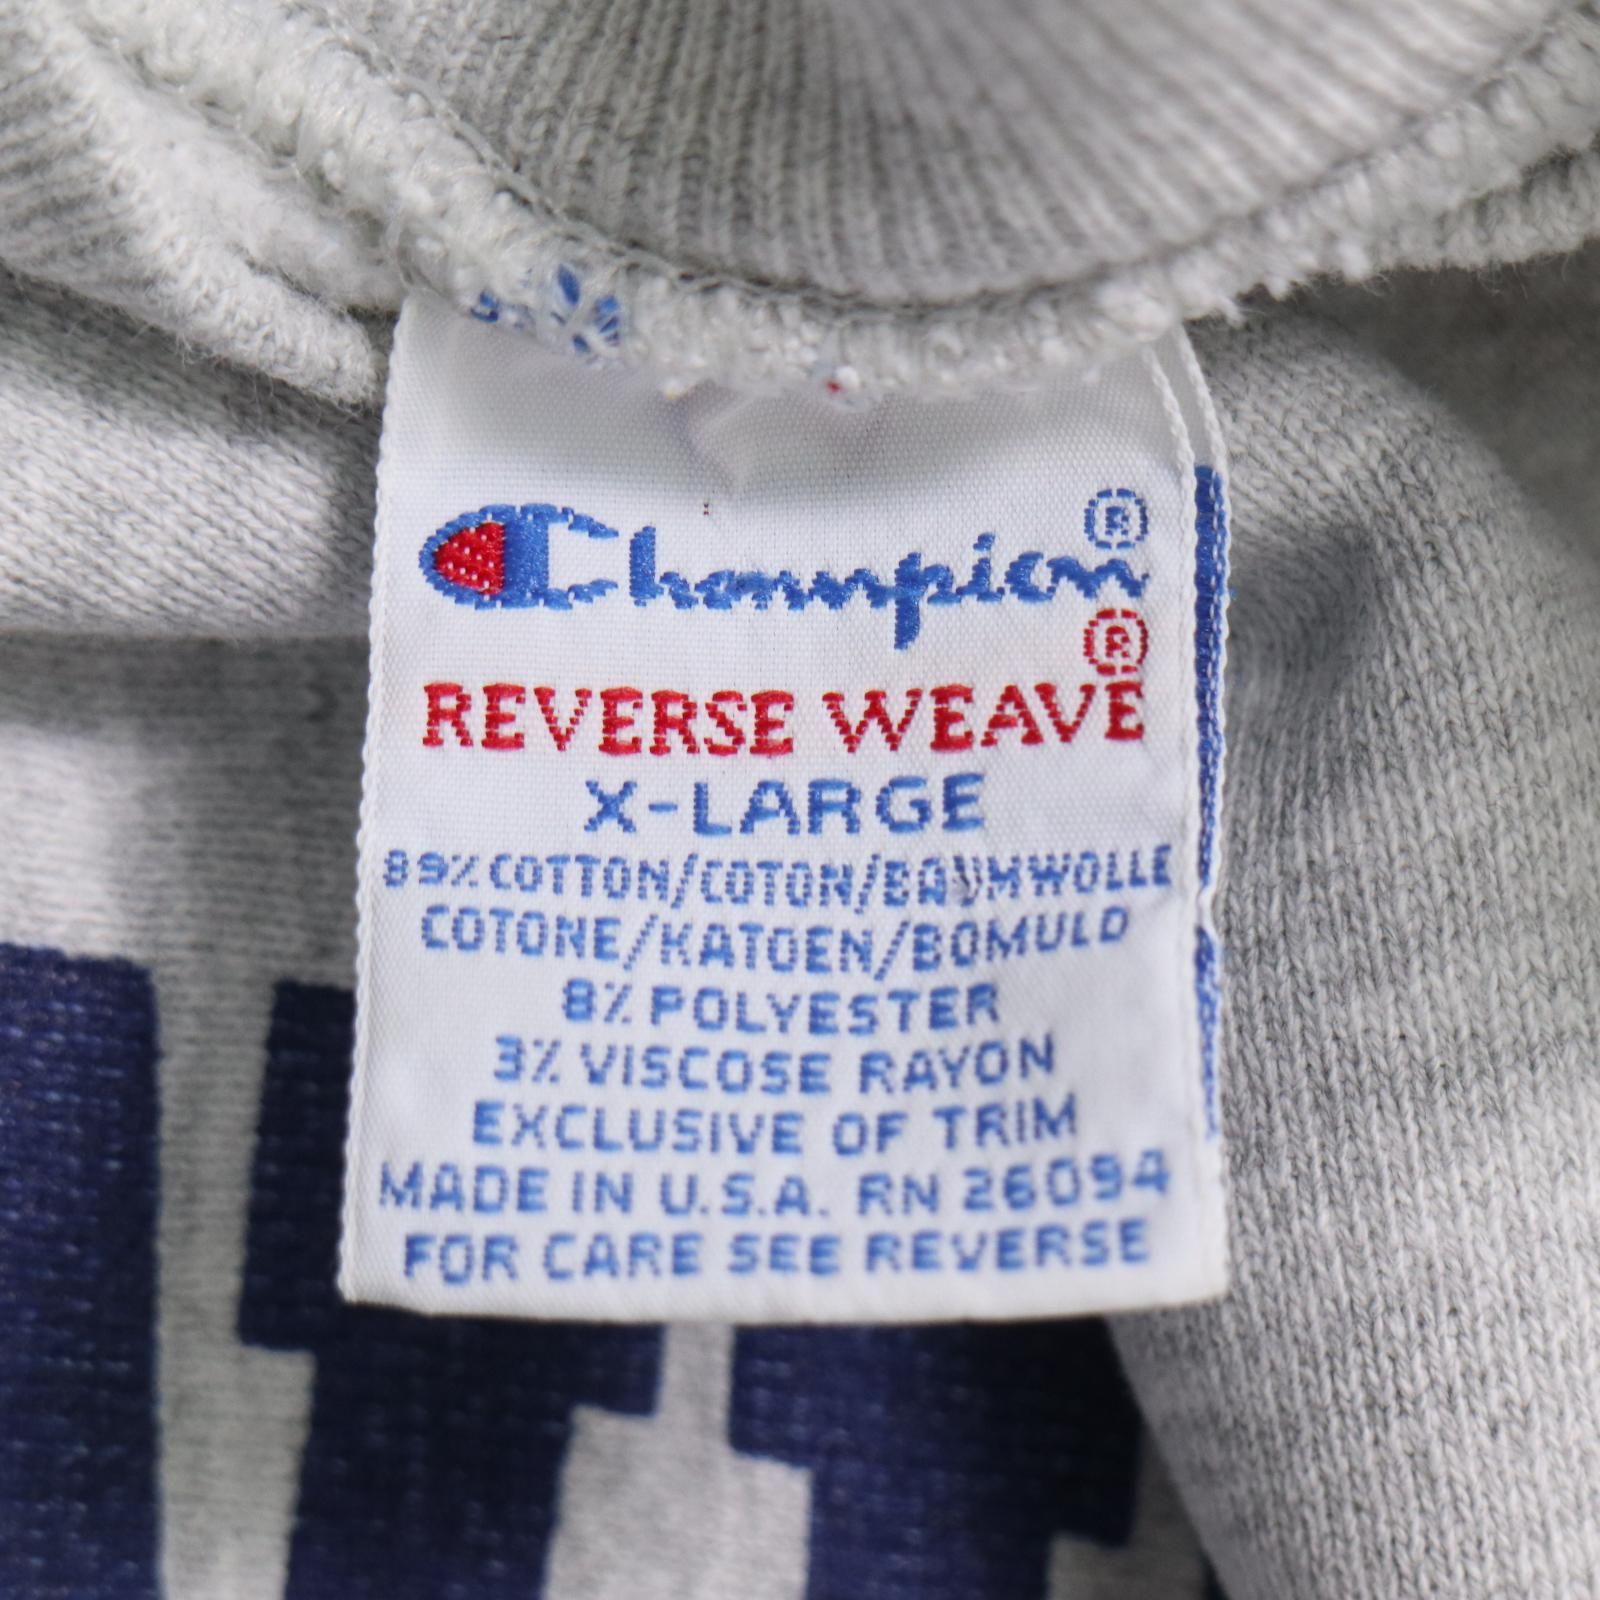 Champion®
REVERSE WEAVE®
X-LARGE
89% COTTON/COTON/BAUMWOLLE
COTONE/KATOEN/BOMULD
8% POLYESTER
3% VISCOSE RAYON
EXCLUSIVE OF TRIM
MADE IN U.S.A. RN 26094
FOR CARE SEE REVERSE